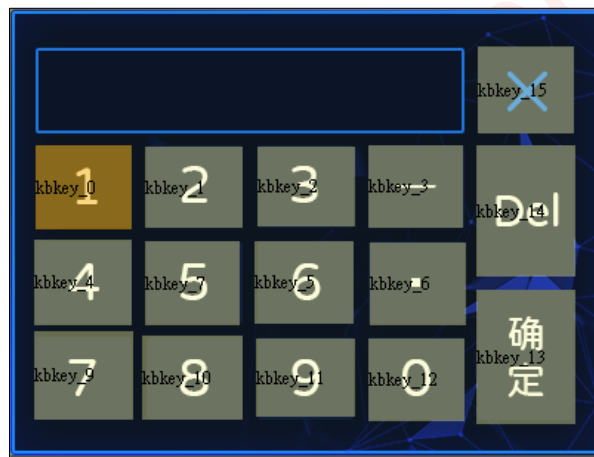 kbkey_15
1 kbkey_0
2 kbkey_1
3 kbkey_2
— kbkey_3
Del kbkey_14
4 kbkey_4
5 kbkey_7
6 kbkey_5
. kbkey_6
确
定
kbkey_13
7 kbkey_9
8 kbkey_10
9 kbkey_11
0 kbkey_12